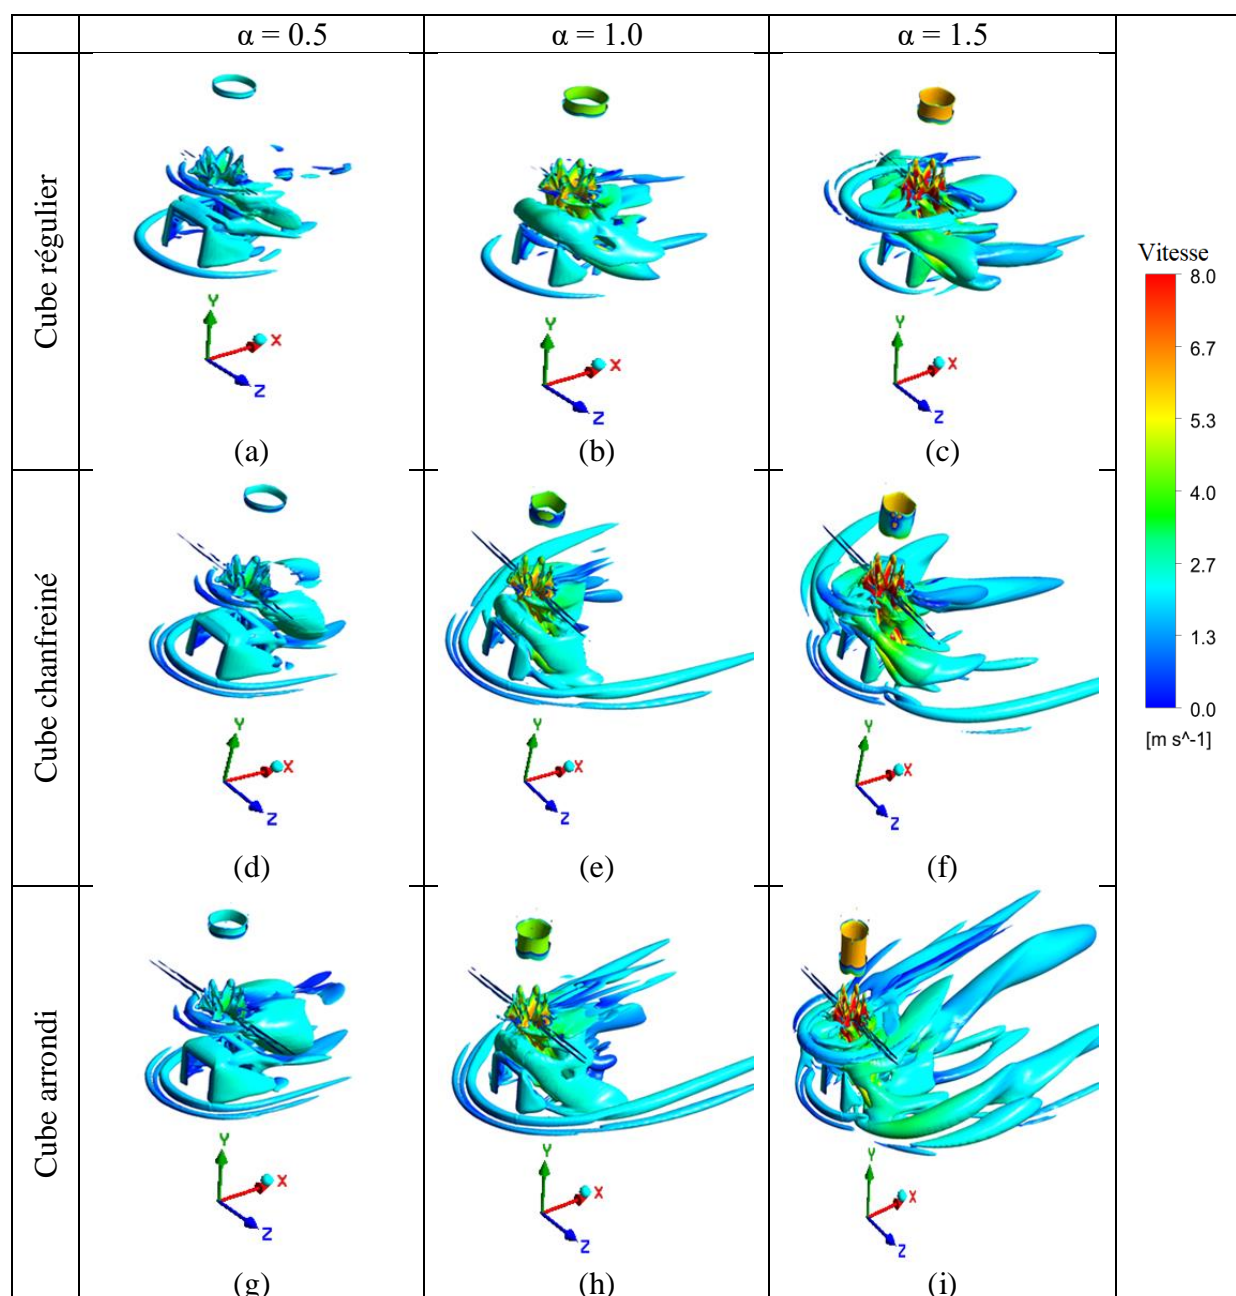 α = 0.5 α = 1.0 α = 1.5
Cube régulier
Y X Z
(a)
Y X Z
(b)
Y X Z
(c)
Vitesse
8.0
6.7
5.3
4.0
2.7
1.3
0.0
[m s^-1]
Cube chanfreiné
Y X Z
(d)
Y X Z
(e)
Y X Z
(f)
Cube arrondi
Y X Z
(g)
Y X Z
(h)
Y X Z
(i)